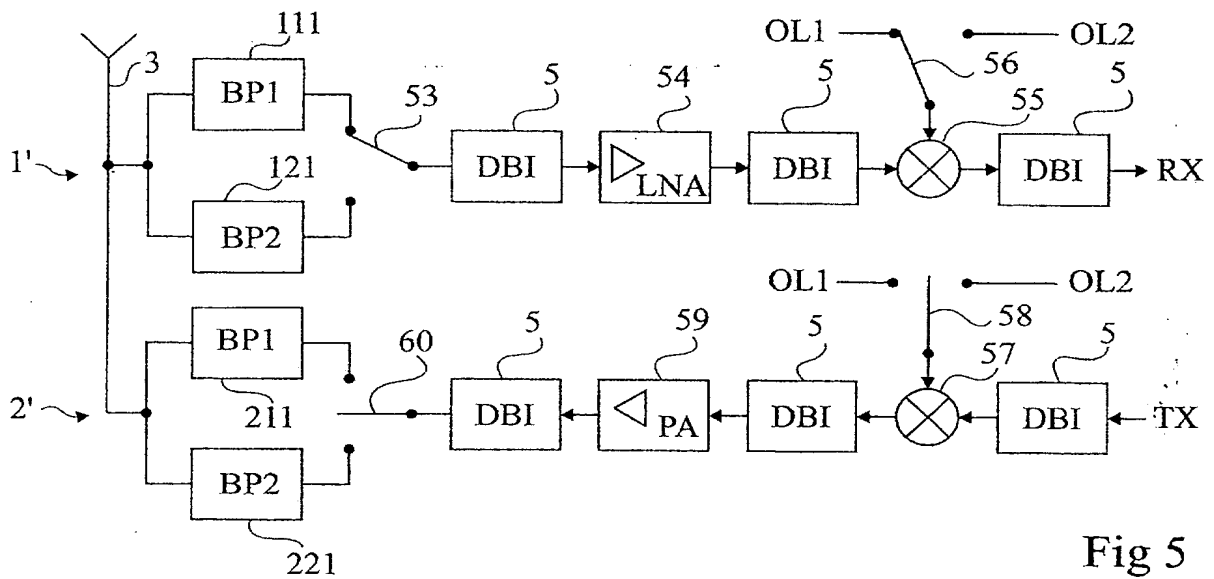 111 5 54 5 OL1 OL2
3 56 5
BP1 53 55
1' DBI LNA DBI DBI RX
121
BP2
OL1 OL2
5 59 5 58 5
BP1 60 57
2' 211 DBI PA DBI DBI TX
BP2
221
Fig 5